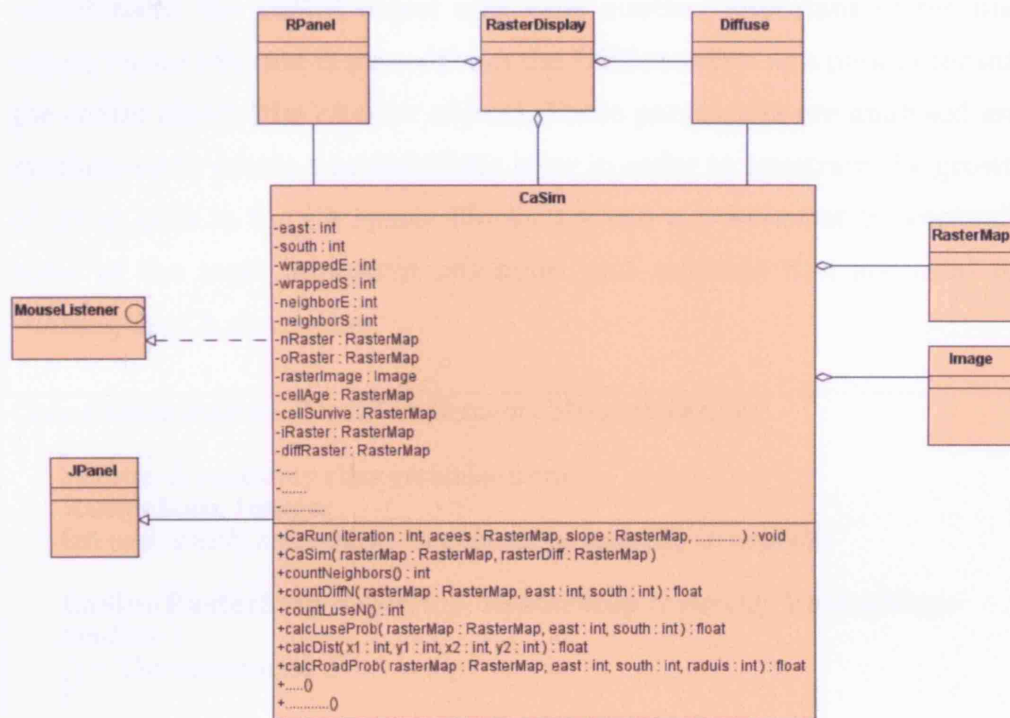 RPanel
RasterDisplay
Diffuse
CaSim
-east : int
-south : int
-wrappedE : int
-wrappedS : int
-neighborE : int
-neighborS : int
-nRaster : RasterMap
-oRaster : RasterMap
-rasterImage : Image
-cellAge : RasterMap
-cellSurvive : RasterMap
-iRaster : RasterMap
-diffRaster : RasterMap
-.....
-.......
RasterMap
MouseListener
Image
JPanel
+CaRun( iteration : int, acees : RasterMap, slope : RasterMap, ........... ) : void
+CaSim( rasterMap : RasterMap, rasterDiff : RasterMap )
+countNeighbors() : int
+countDiffN( rasterMap : RasterMap, east : int, south : int ) : float
+countLuseN() : int
+calcLuseProb( rasterMap : RasterMap, east : int, south : int ) : float
+calcDist( x1 : int, y1 : int, x2 : int, y2 : int ) : float
+calcRoadProb( rasterMap : RasterMap, east : int, south : int, raduis : int ) : float
+.....()
+...........()